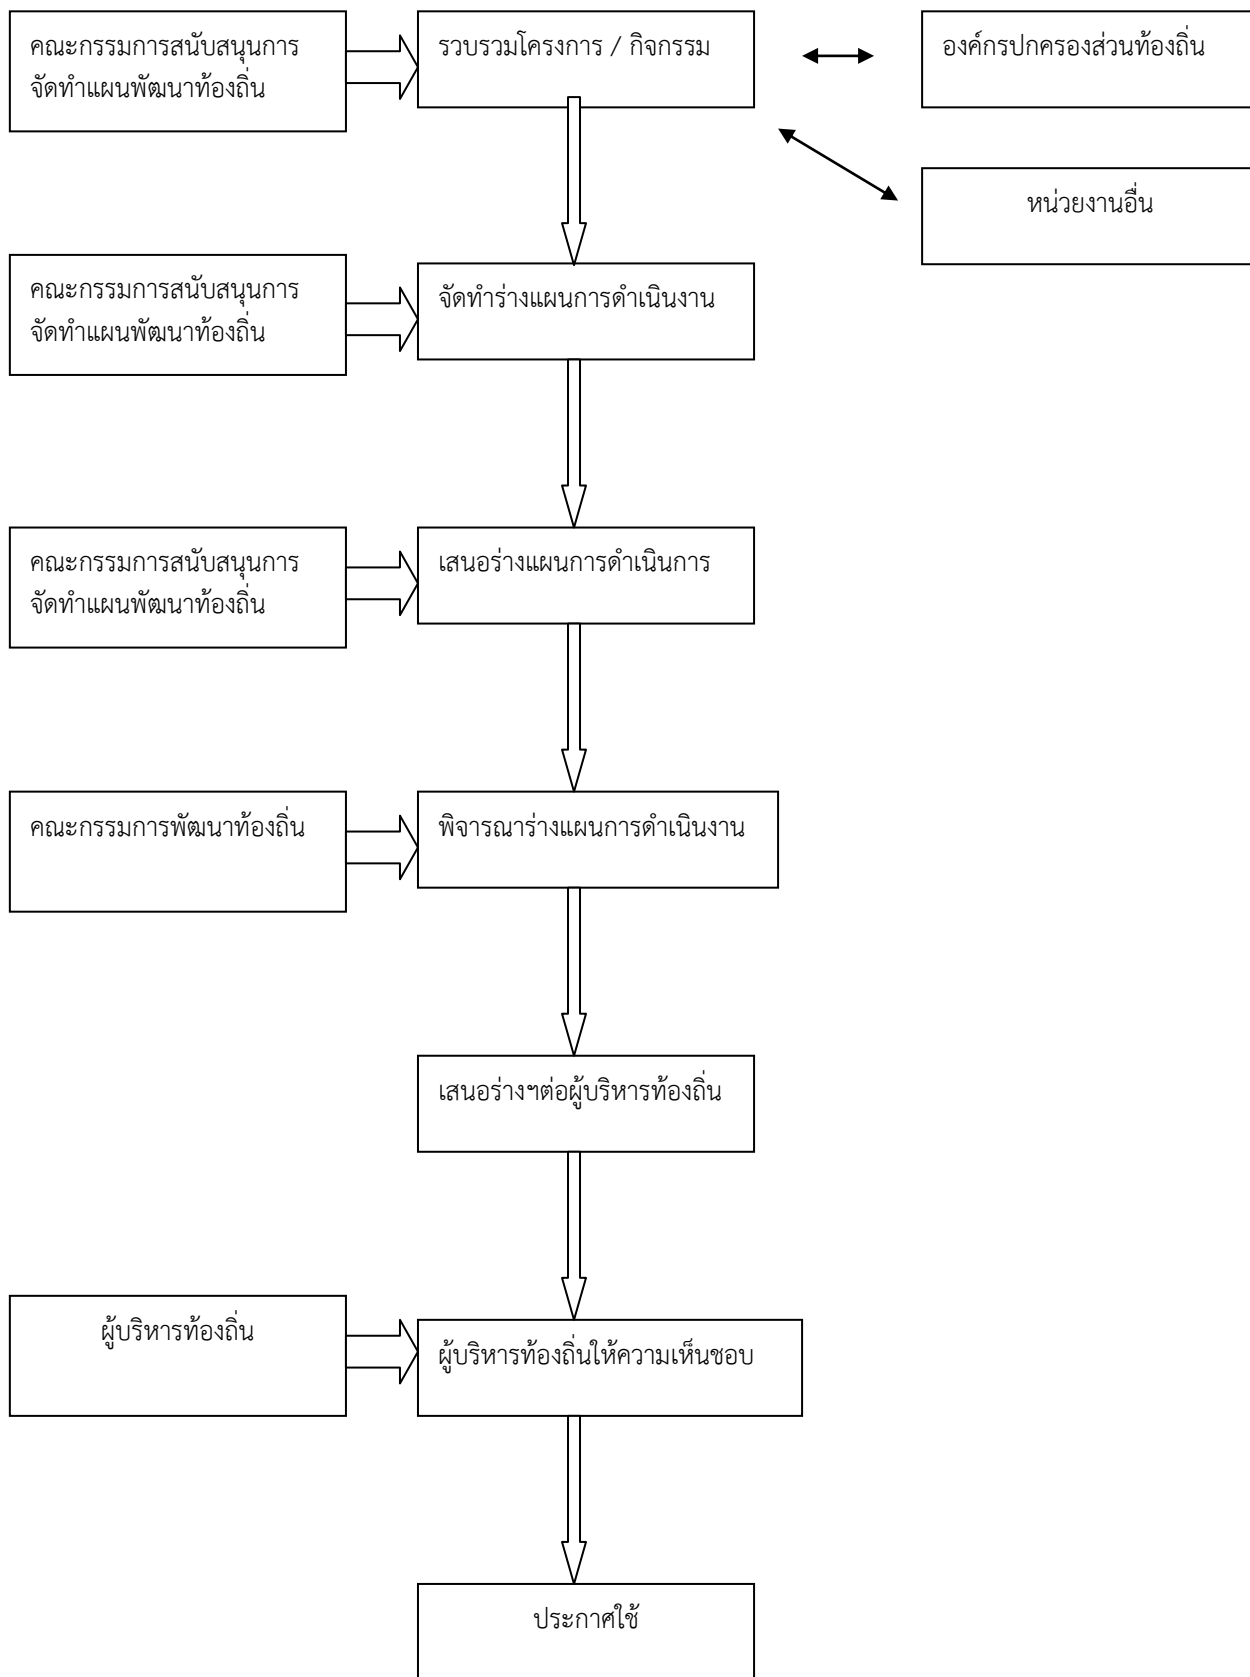 คณะกรรมการสนับสนุนการ
จัดทำแผนพัฒนาท้องถิ่น
รวบรวมโครงการ / กิจกรรม
องค์กรปกครองส่วนท้องถิ่น
หน่วยงานอื่น
คณะกรรมการสนับสนุนการ
จัดทำแผนพัฒนาท้องถิ่น
จัดทำร่างแผนการดำเนินงาน
คณะกรรมการสนับสนุนการ
จัดทำแผนพัฒนาท้องถิ่น
เสนอร่างแผนการดำเนินการ
คณะกรรมการพัฒนาท้องถิ่น
พิจารณาร่างแผนการดำเนินงาน
เสนอร่างฯต่อผู้บริหารท้องถิ่น
ผู้บริหารท้องถิ่น
ผู้บริหารท้องถิ่นให้ความเห็นชอบ
ประกาศใช้